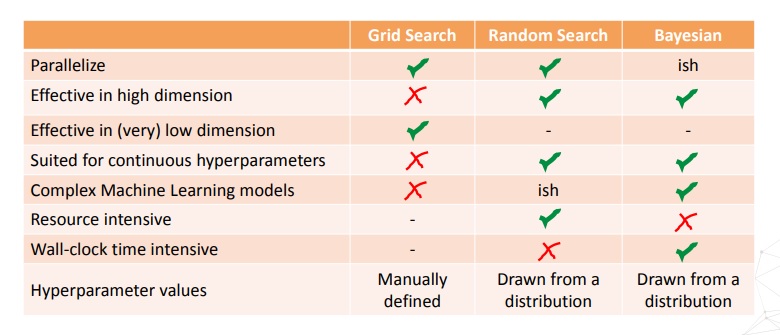 Grid Search Random Search Bayesian
Parallelize ✓ ✓ ish
Effective in high dimension ✗ ✓ ✓
Effective in (very) low dimension ✓ - -
Suited for continuous hyperparameters ✗ ✓ ✓
Complex Machine Learning models ✗ ish ✓
Resource intensive - ✓ ✗
Wall-clock time intensive - ✗ ✓
Hyperparameter values Manually defined Drawn from a distribution Drawn from a distribution